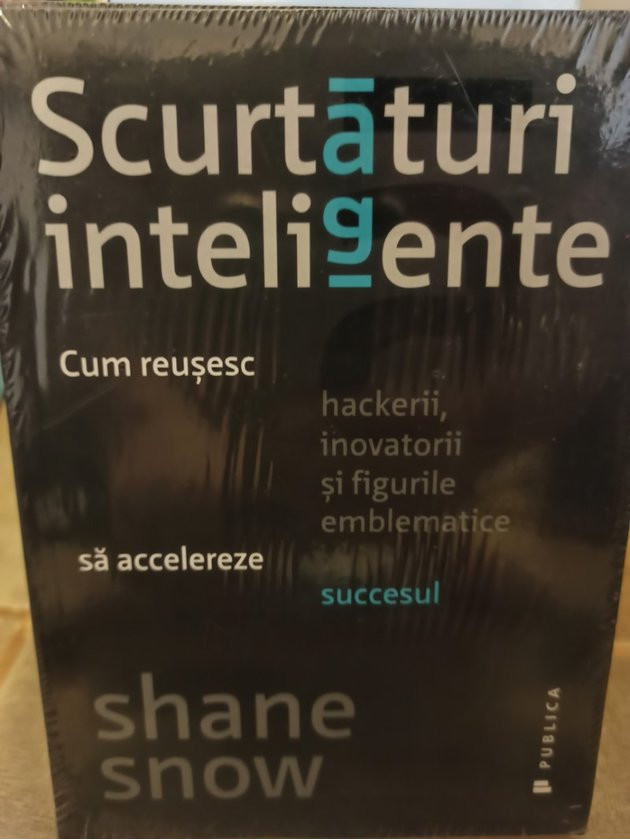 Scurtături
inteligente
Cum reușesc
hackerii,
inovatorii
și figurile
emblematice
să accelereze
succesul
shane
snow
PUBLICA